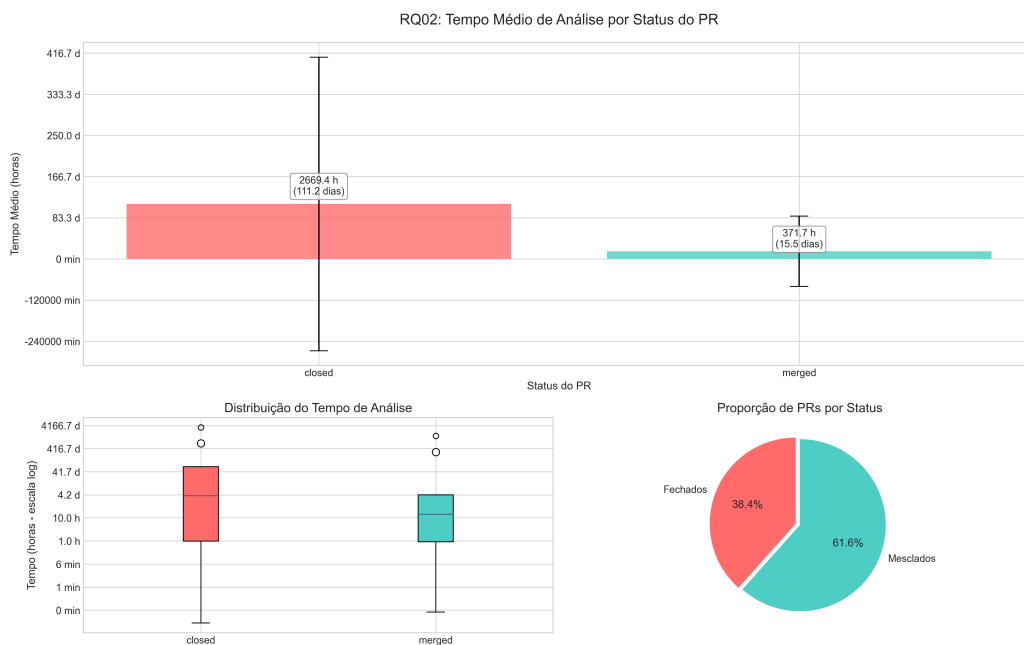 RQ02: Tempo Médio de Análise por Status do PR
Tempo Médio (horas)
416.7 d
333.3 d
250.0 d
166.7 d
83.3 d
0 min
-120000 min
-240000 min
2669.4 h
(111.2 dias)
371.7 h
(15.5 dias)
closed
merged
Status do PR
Distribuição do Tempo de Análise
Tempo (horas - escala log)
4166.7 d
416.7 d
41.7 d
4.2 d
10.0 h
1.0 h
6 min
1 min
0 min
closed
merged
Proporção de PRs por Status
Fechados
38.4%
61.6%
Mesclados